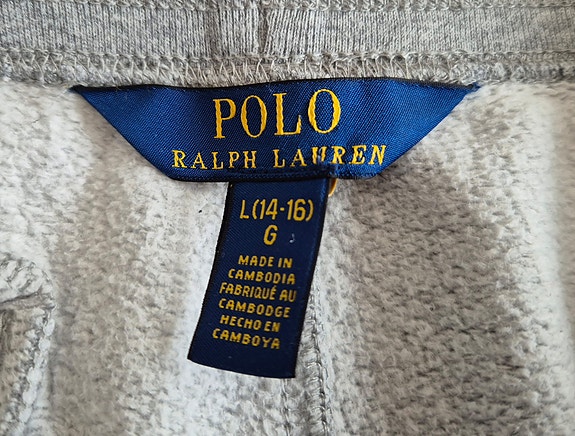 POLO
RALPH LAUREN
L(14-16)
G
MADE IN
CAMBODIA
FABRIQUÉ AU
CAMBODGE
HECHO EN
CAMBOYA